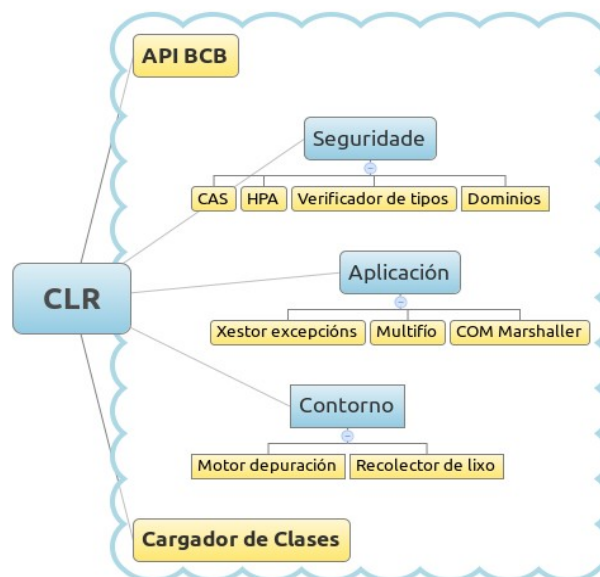 API BCB
Seguridade
CAS
HPA
Verificador de tipos
Dominios
CLR
Aplicación
Xestor excepcións
Multifío
COM Marshaller
Contorno
Motor depuración
Recolector de lixo
Cargador de Clases